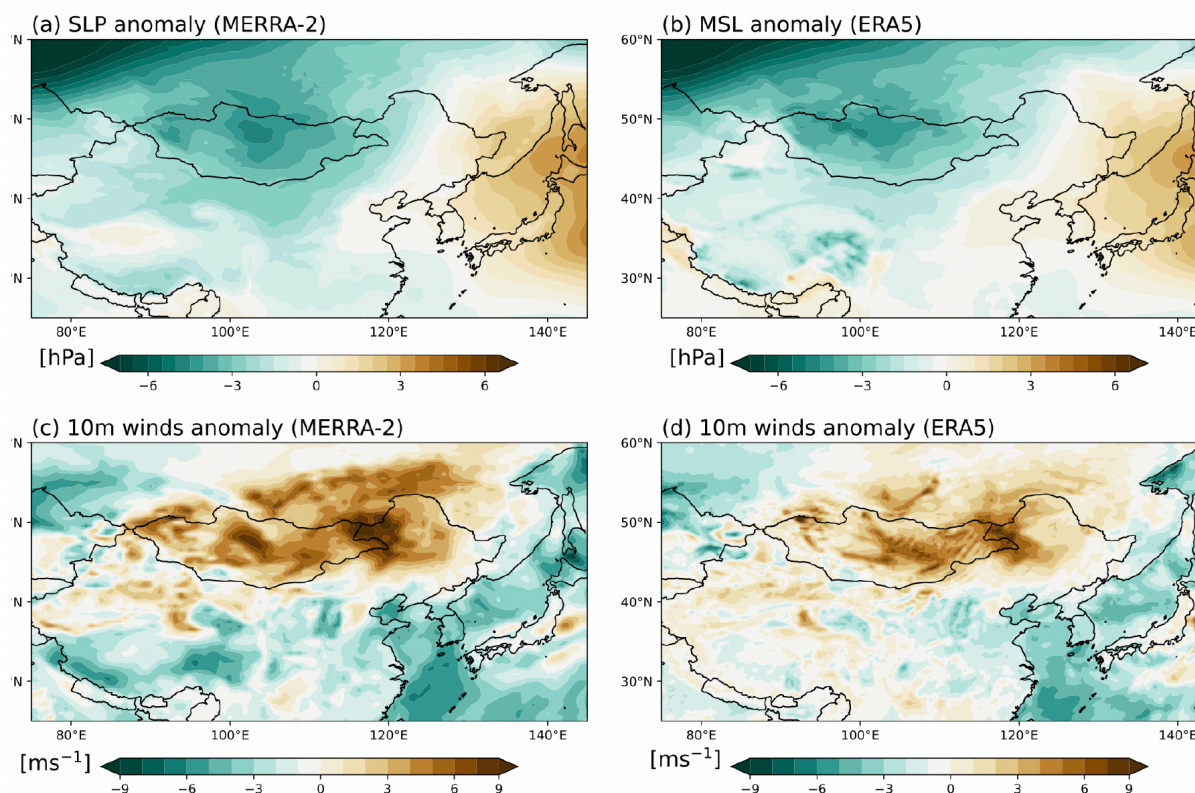 (a) SLP anomaly (MERRA-2)
(b) MSL anomaly (ERA5)
°N
60°N
°N
50°N
°N
40°N
°N
30°N
80°E 100°E 120°E 140°E
80°E 100°E 120°E 140°E
[hPa]
−6 −3 0 3 6
[hPa]
−6 −3 0 3 6
(c) 10m winds anomaly (MERRA-2)
(d) 10m winds anomaly (ERA5)
°N
60°N
°N
50°N
°N
40°N
°N
30°N
80°E 100°E 120°E 140°E
80°E 100°E 120°E 140°E
[ms⁻¹]
−9 −6 −3 0 3 6 9
[ms⁻¹]
−9 −6 −3 0 3 6 9